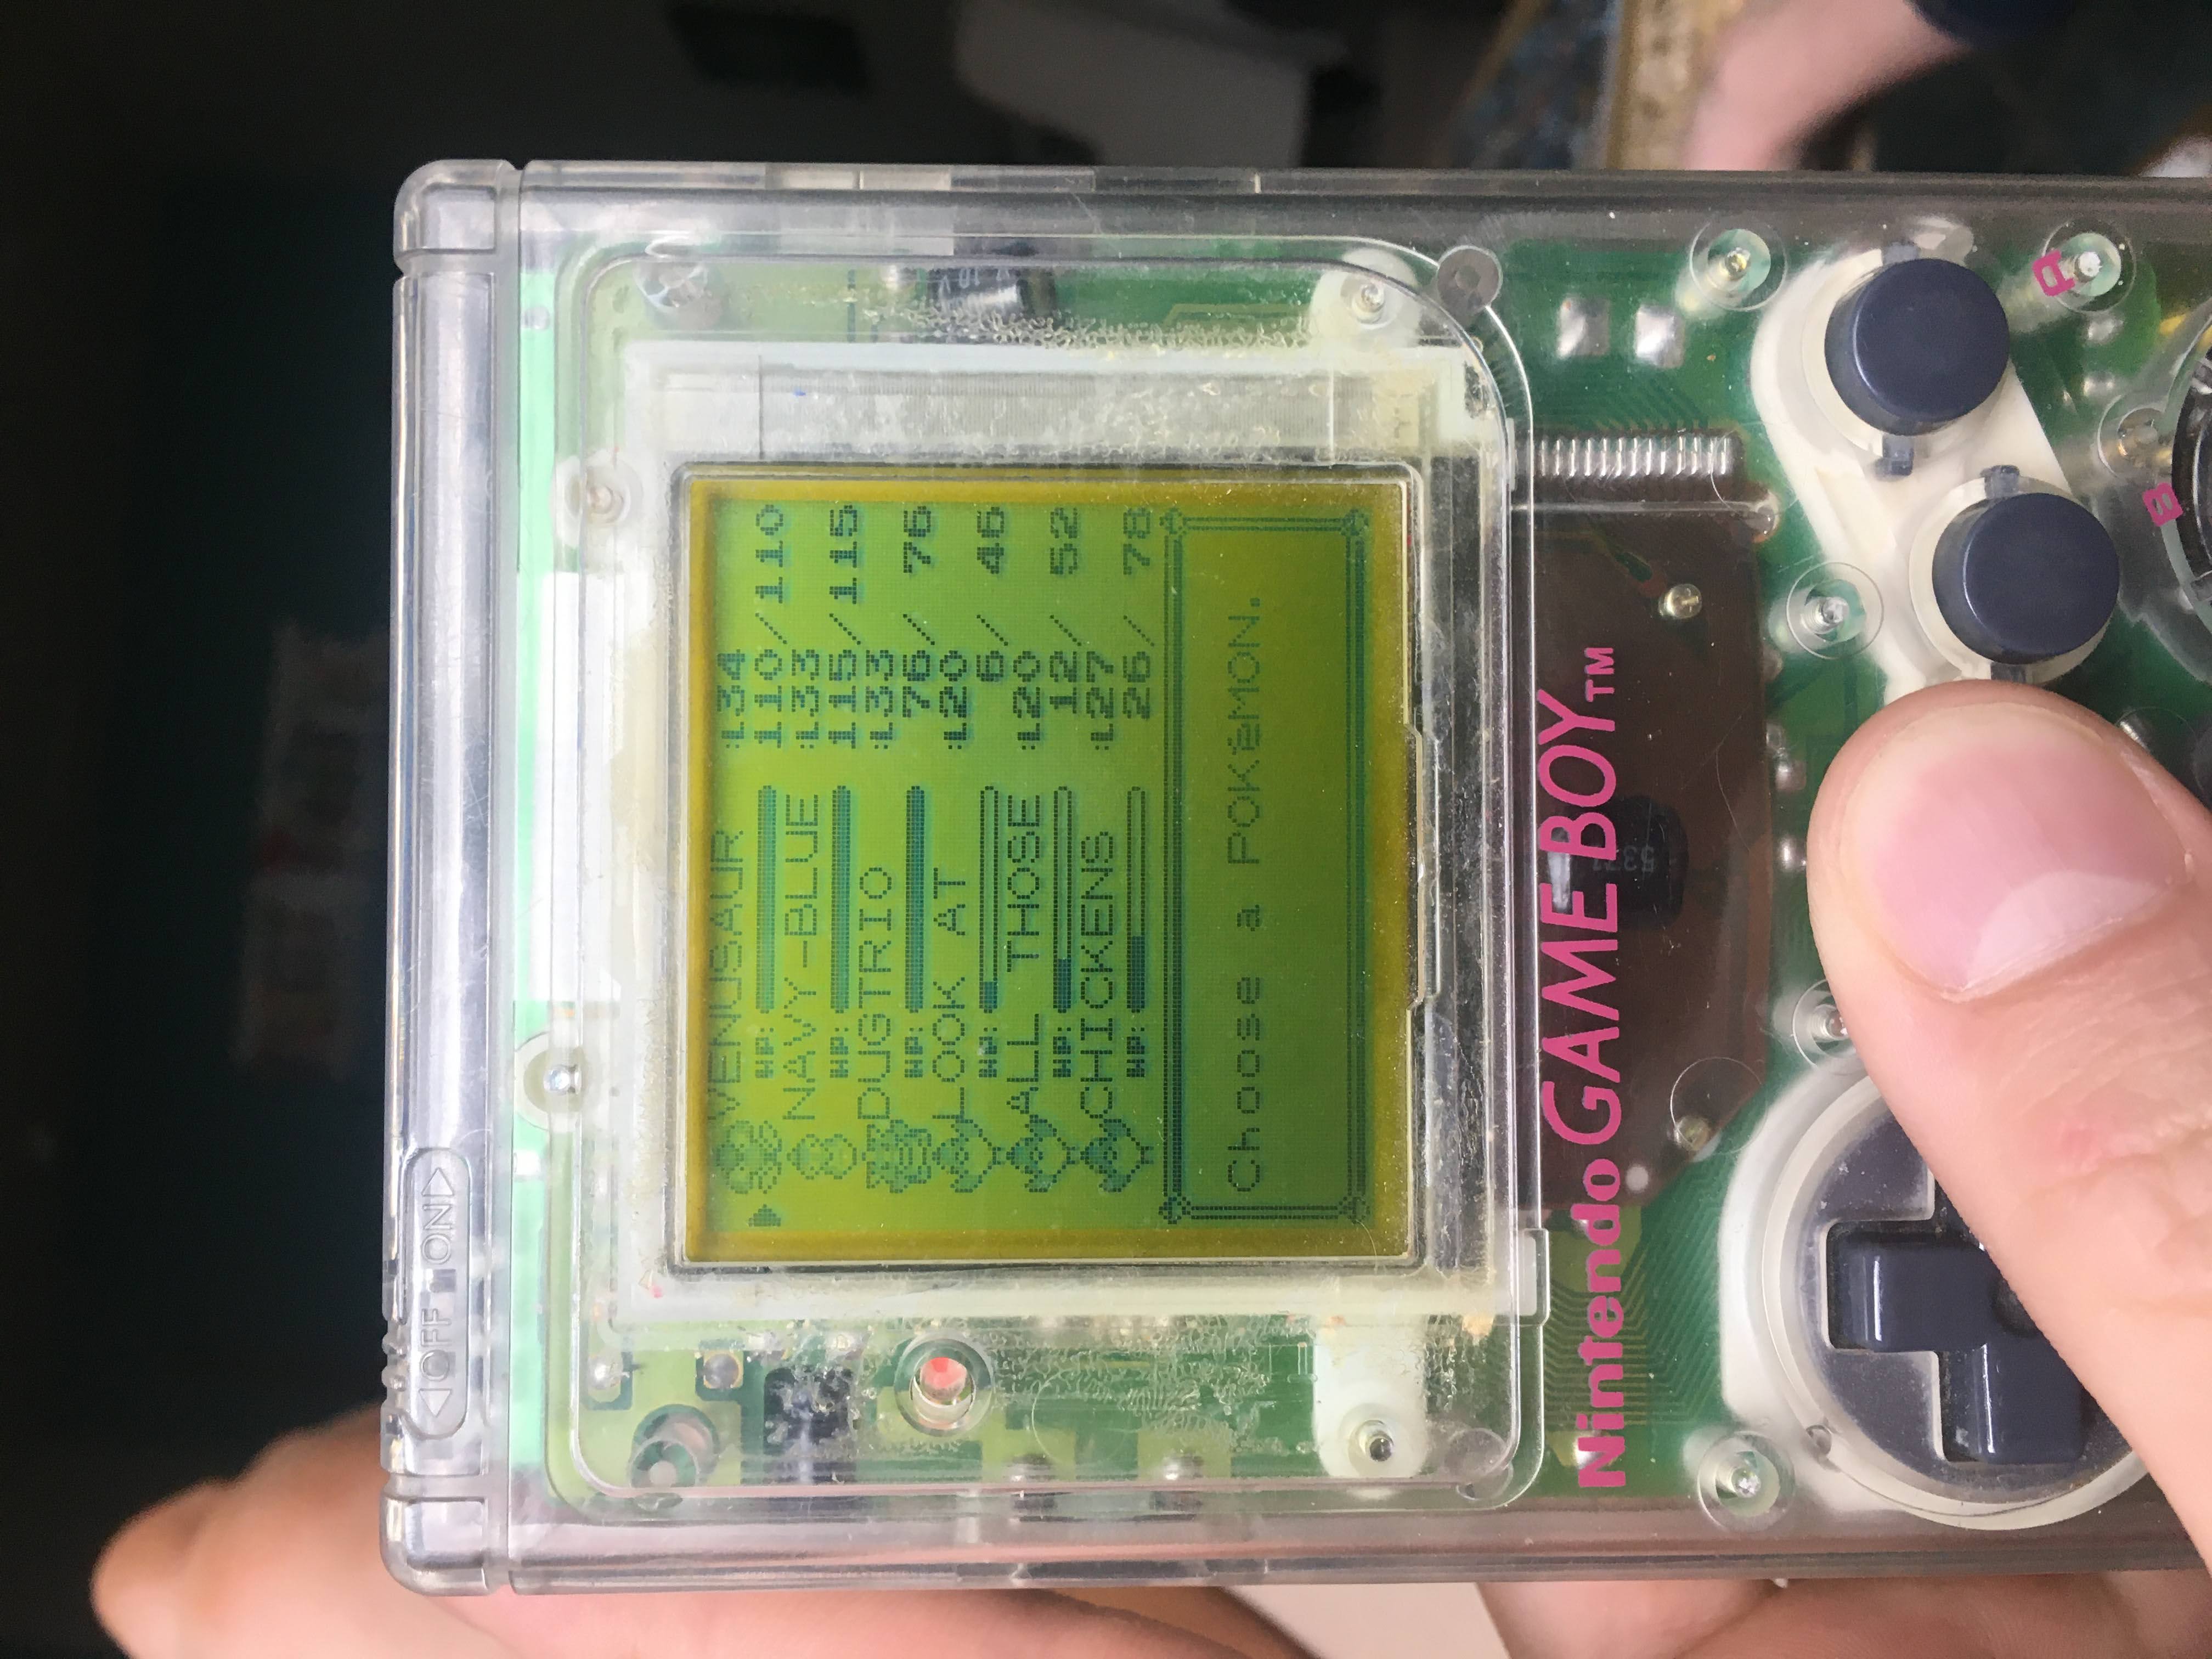 OFF ON
VENUSAUR :L34
HP: 110/110
NAVY-BLUE :L33
HP: 115/115
DUGTRIO :L33
HP: 76/ 76
LOOK AT :L20
HP: 6/ 46
ALL THOSE :L20
HP: 12/ 52
CHICKENS :L27
HP: 26/ 78
Choose a POKéMON.
Nintendo GAME BOY TM
A
B